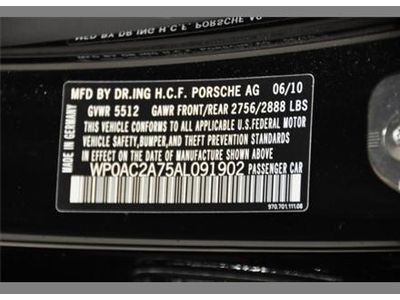 MFD BY DR.ING H.C.F. PORSCHE AG 06/10
GVWR 5512 GAWR FRONT/REAR 2756/2888 LBS
MADE IN GERMANY
THIS VEHICLE CONFORMS TO ALL APPLICABLE U.S.FEDERAL MOTOR
VEHICLE SAFETY,BUMPER,AND THEFT PREVENTION STANDARDS
IN EFFECT ON THE DATE OF MANUFACTURE SHOWN ABOVE
WP0AC2A75AL091902 PASSENGER CAR
970.701.111.08